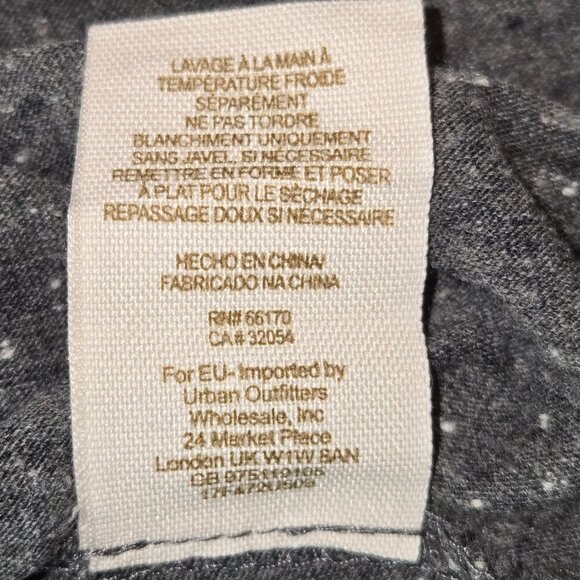 LAVAGE À LA MAIN À
TEMPÉRATURE FROIDE
SÉPARÉMENT
NE PAS TORDRE
BLANCHIMENT UNIQUEMENT
SANS JAVEL, SI NÉCESSAIRE
REMETTRE EN FORME ET POSER
À PLAT POUR LE SÉCHAGE
REPASSAGE DOUX SI NÉCESSAIRE
HECHO EN CHINA/
FABRICADO NA CHINA
RN# 66170
CA# 32054
For EU- Imported by
Urban Outfitters
Wholesale, Inc
24 Market Place
London UK W1W 8AN
GB 975119105